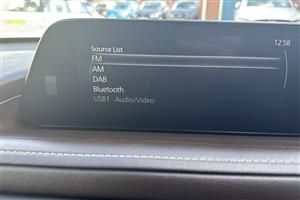 12:58
Source List
FM
AM
DAB
Bluetooth
USB1 - Audio/Video